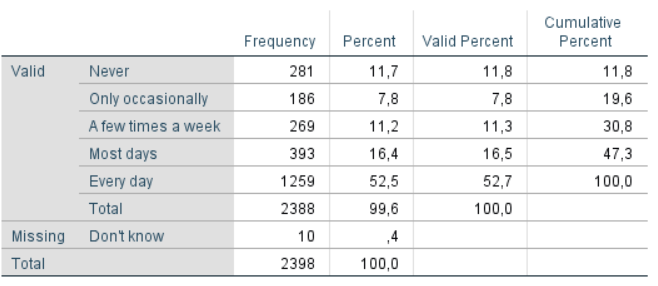 Frequency Percent Valid Percent Cumulative Percent
Valid Never 281 11,7 11,8 11,8
Only occasionally 186 7,8 7,8 19,6
A few times a week 269 11,2 11,3 30,8
Most days 393 16,4 16,5 47,3
Every day 1259 52,5 52,7 100,0
Total 2388 99,6 100,0
Missing Don't know 10 ,4
Total 2398 100,0